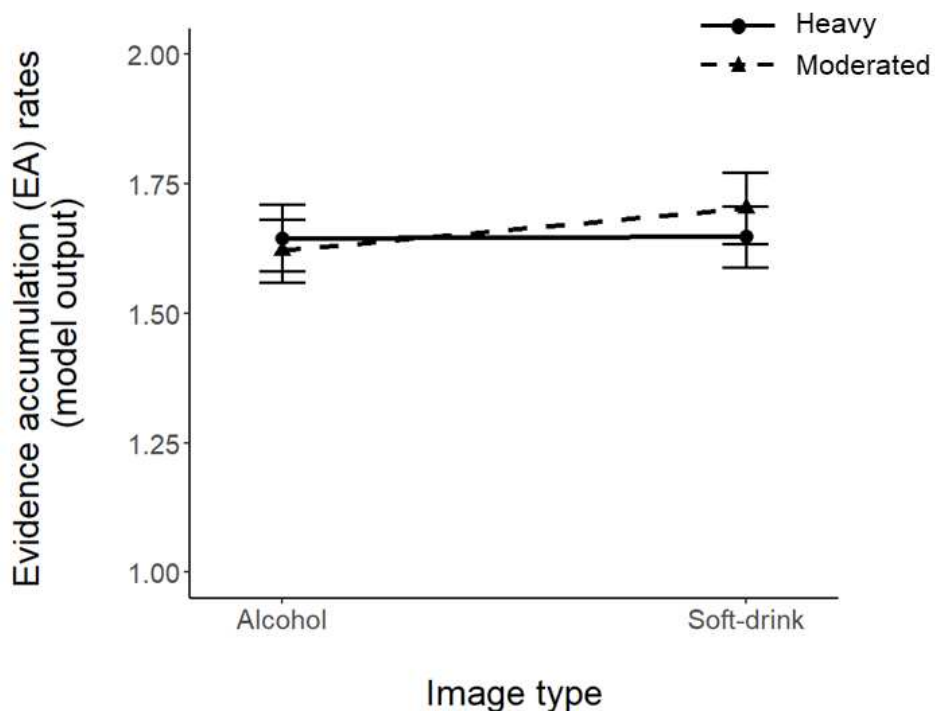 Heavy
Moderated
Evidence accumulation (EA) rates
(model output)
2.00
1.75
1.50
1.25
1.00
Alcohol
Soft-drink
Image type